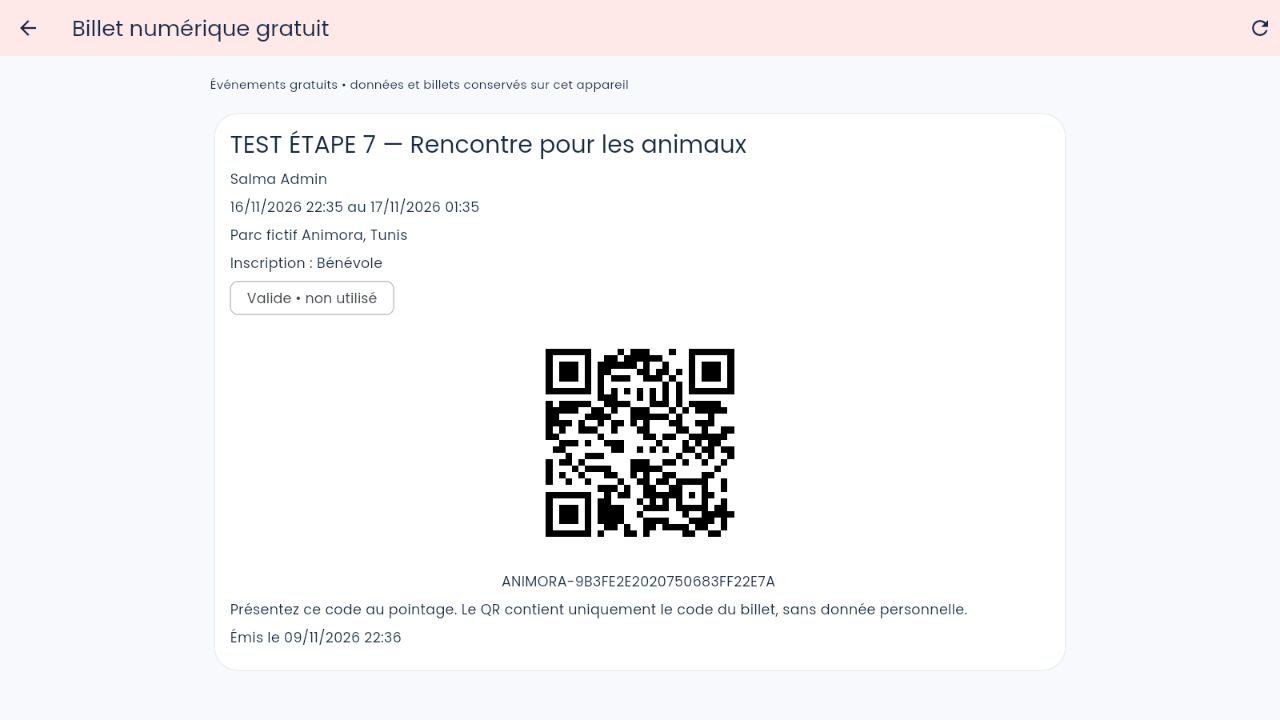 Billet numérique gratuit
Événements gratuits • données et billets conservés sur cet appareil
TEST ÉTAPE 7 — Rencontre pour les animaux
Salma Admin
16/11/2026 22:35 au 17/11/2026 01:35
Parc fictif Animora, Tunis
Inscription : Bénévole
Valide • non utilisé
ANIMORA-9B3FE2E2020750683FF22E7A
Présentez ce code au pointage. Le QR contient uniquement le code du billet, sans donnée personnelle.
Émis le 09/11/2026 22:36